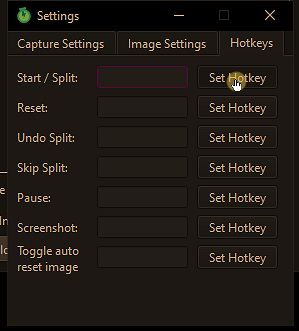 Settings
Capture Settings
Image Settings
Hotkeys
Start / Split:
Set Hotkey
Reset:
Set Hotkey
Undo Split:
Set Hotkey
Skip Split:
Set Hotkey
Pause:
Set Hotkey
Screenshot:
Set Hotkey
Toggle auto
reset image
Set Hotkey